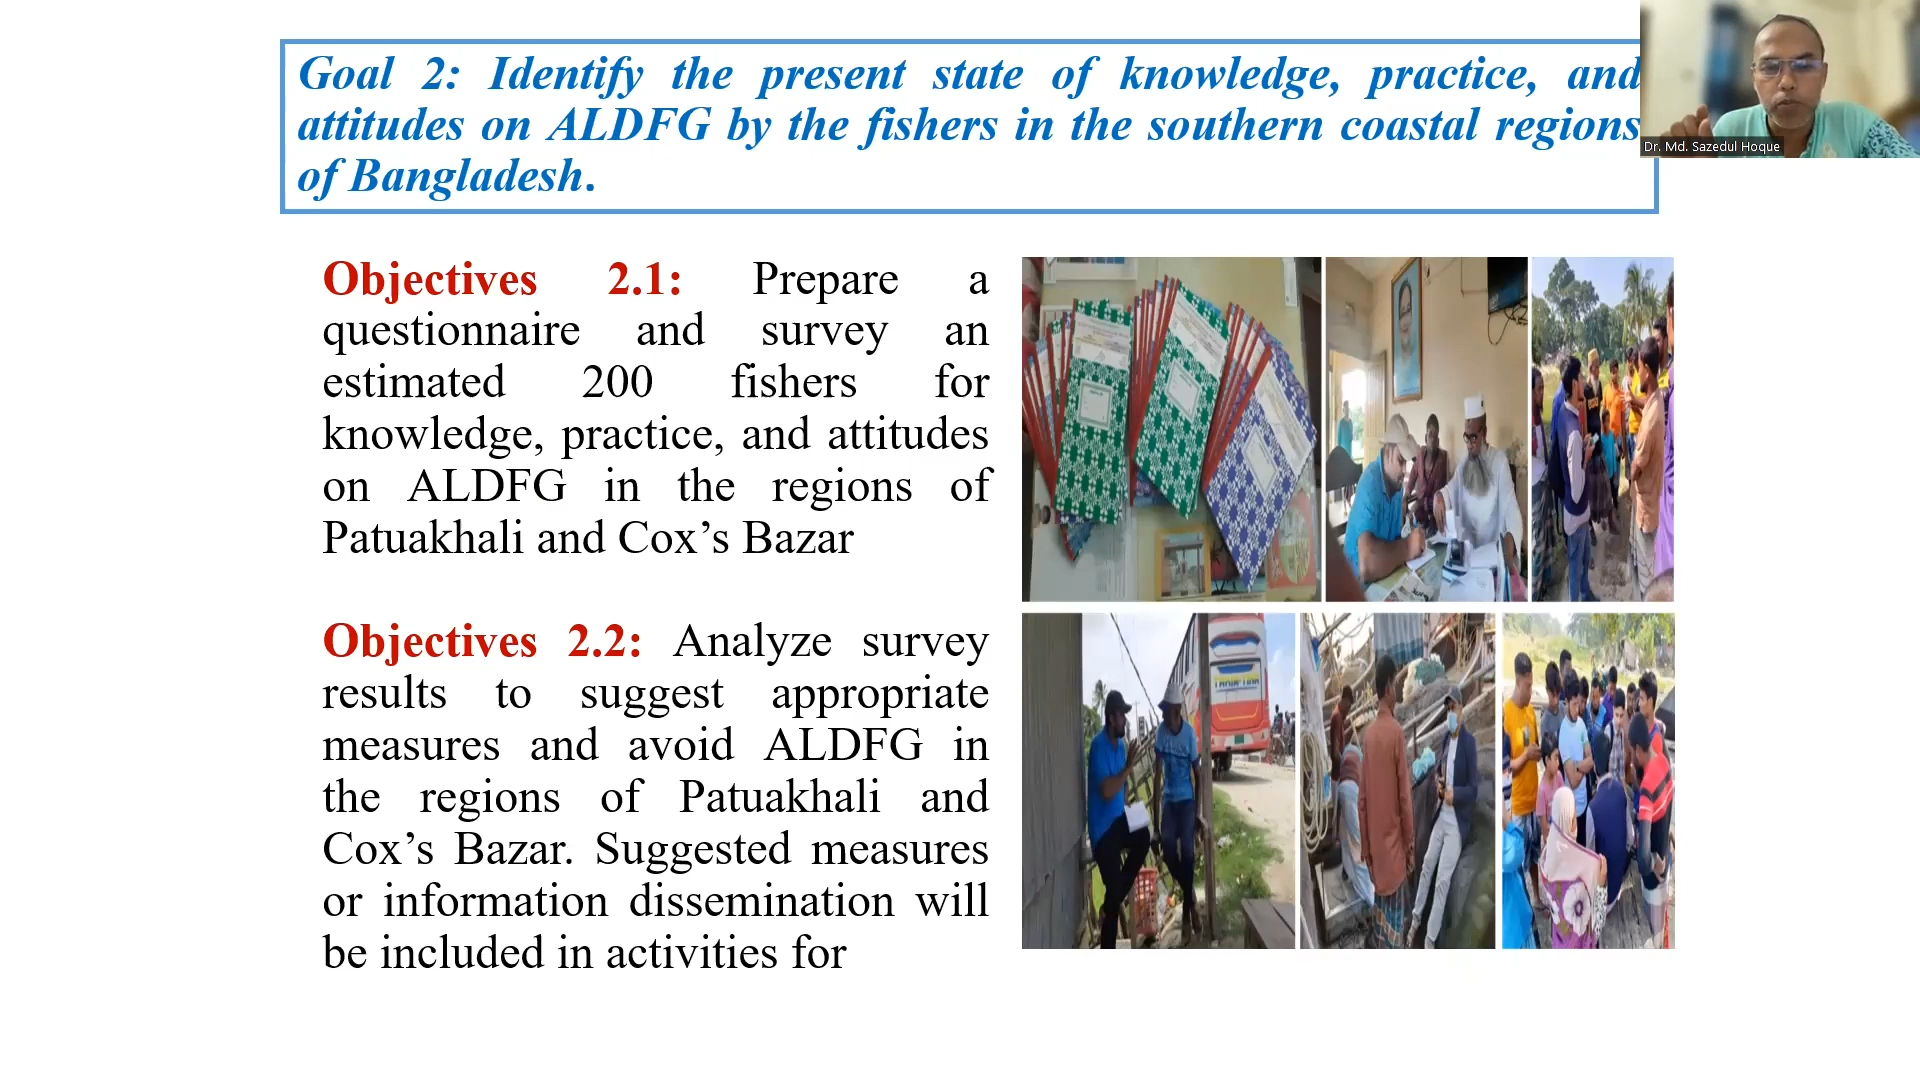 Goal 2: Identify the present state of knowledge, practice, and
attitudes on ALDFG by the fishers in the southern coastal regions
of Bangladesh.
Dr. Md. Sazedul Hoque
Objectives 2.1: Prepare a
questionnaire and survey an
estimated 200 fishers for
knowledge, practice, and attitudes
on ALDFG in the regions of
Patuakhali and Cox’s Bazar
Objectives 2.2: Analyze survey
results to suggest appropriate
measures and avoid ALDFG in
the regions of Patuakhali and
Cox’s Bazar. Suggested measures
or information dissemination will
be included in activities for